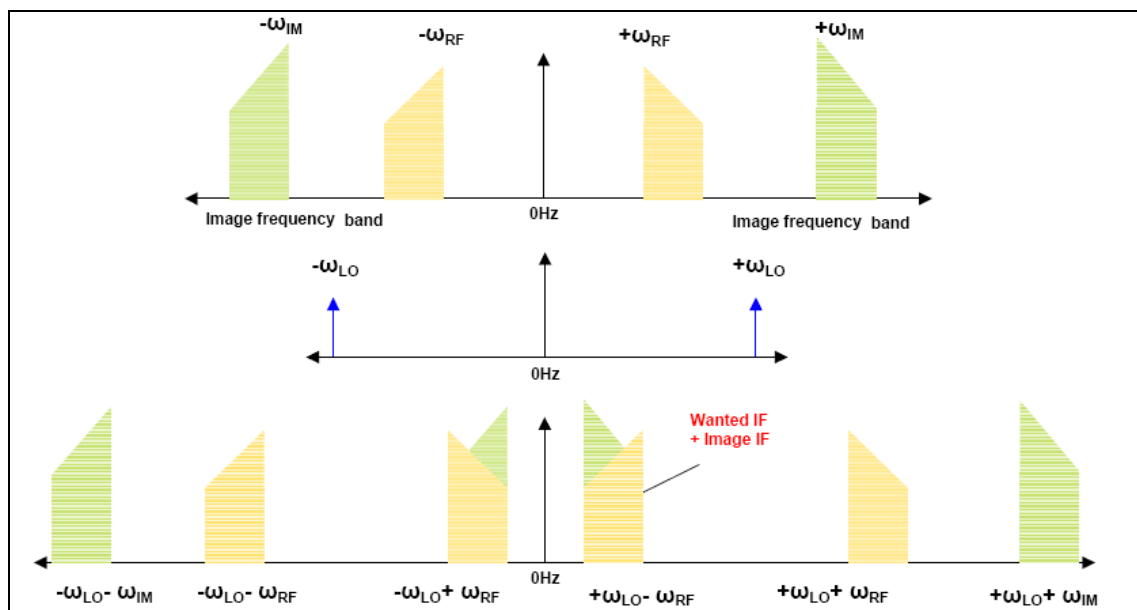 -ωIM -ωRF +ωRF +ωIM
Image frequency band 0Hz Image frequency band
-ωLO +ωLO
0Hz
Wanted IF
+ Image IF
0Hz
-ωLO- ωIM -ωLO- ωRF -ωLO+ ωRF +ωLO- ωRF +ωLO+ ωRF +ωLO+ ωIM